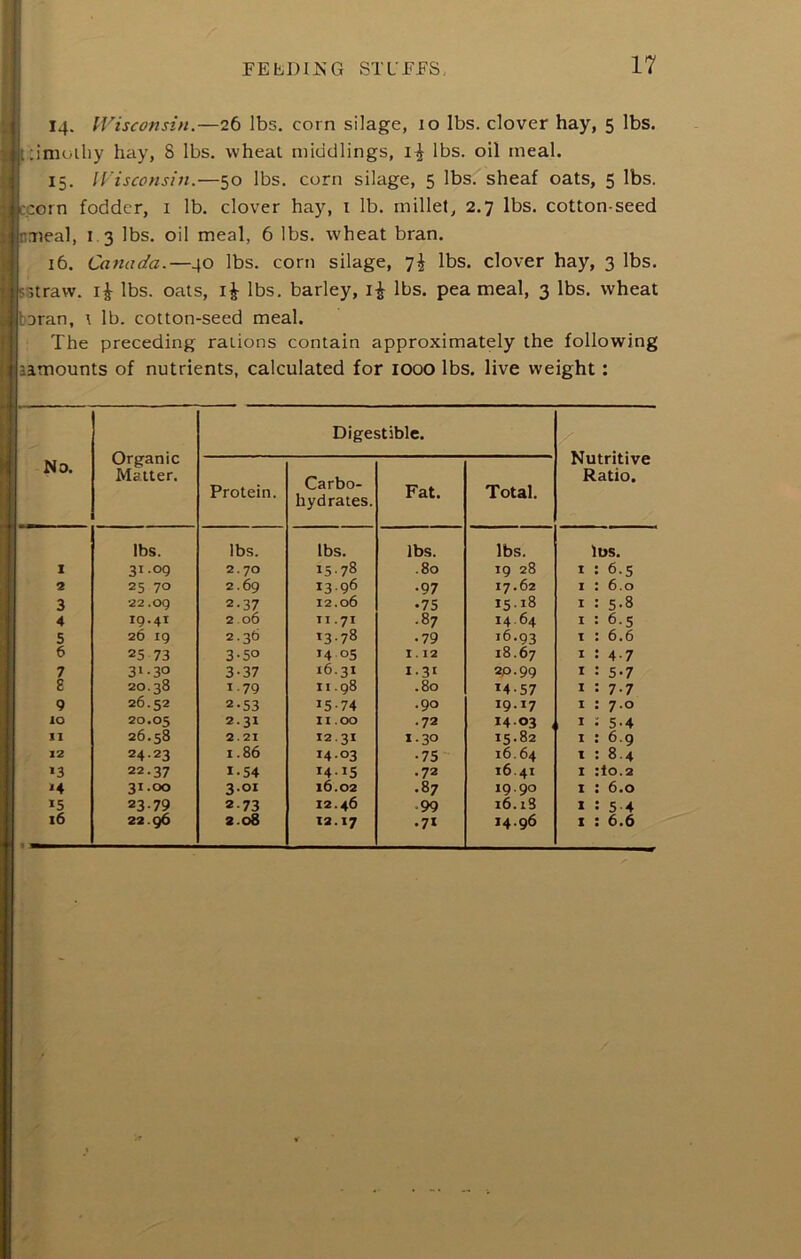 FEEDING STUFFS. 17
14. Wisconsin.—26 lbs. corn silage, 10 lbs. clover hay, 5 lbs.
timothy hay, 8 lbs. wheat middlings, 1½ lbs. oil meal.
15. Wisconsin.—50 lbs. corn silage, 5 lbs. sheaf oats, 5 lbs.
corn fodder, 1 lb. clover hay, 1 lb. millet, 2.7 lbs. cotton-seed
meal, 1.3 lbs. oil meal, 6 lbs. wheat bran.
16. Canada.—40 lbs. corn silage, 7½ lbs. clover hay, 3 lbs.
straw. 1½ lbs. oats, 1½ lbs. barley, 1½ lbs. pea meal, 3 lbs. wheat
bran, 1 lb. cotton-seed meal.
The preceding rations contain approximately the following
amounts of nutrients, calculated for 1000 lbs. live weight:
No. Organic Matter. Digestible. Nutritive Ratio.
Protein. Carbo-hydrates. Fat. Total.
lbs. lbs. lbs. lbs. lbs. lbs.
1 31.09 2.70 15.78 .80 19 28 1 : 6.5
2 25 70 2.69 13.96 .97 17.62 1 : 6.0
3 22.09 2.37 12.06 .75 15.18 1 : 5.8
4 19.41 2 06 11.71 .87 14.64 1 : 6.5
5 26 19 2.36 13.78 .79 16.93 1 : 6.6
6 25 73 3.50 14 05 1.12 18.67 1 : 4.7
7 31.30 3.37 16.31 1.31 20.99 1 : 5.7
8 20.38 1.79 11.98 .80 14.57 1 : 7.7
9 26.52 2.53 15.74 .90 19.17 1 : 7.0
10 20.05 2.31 11.00 .72 14.03 1 : 5.4
11 26.58 2.21 12.31 1.30 15.82 1 : 6.9
12 24.23 1.86 14.03 .75 16.64 1 : 8.4
13 22.37 1.54 14.15 .72 16.41 1 :10.2
14 31.00 3.01 16.02 .87 19.90 1 : 6.0
15 23.79 2.73 12.46 .99 16.18 1 : 5 4
16 22.96 2.08 12.17 .71 14.96 1 : 6.6